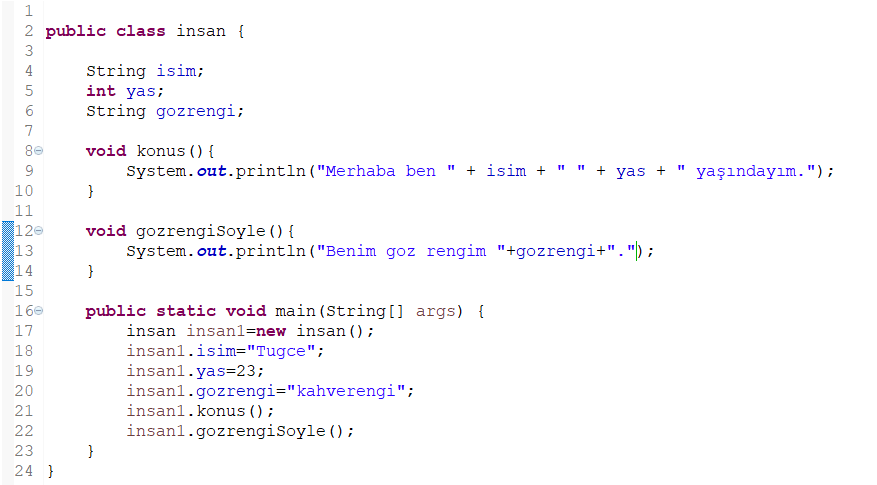 1
2 public class insan {
3
4 String isim;
5 int yas;
6 String gozrengi;
7
8 void konus(){
9 System.out.println("Merhaba ben " + isim + " " + yas + " yaşındayım.");
10 }
11
12 void gozrengiSoyle(){
13 System.out.println("Benim goz rengim "+gozrengi+".");
14 }
15
16 public static void main(String[] args) {
17 insan insan1=new insan();
18 insan1.isim="Tugce";
19 insan1.yas=23;
20 insan1.gozrengi="kahverengi";
21 insan1.konus();
22 insan1.gozrengiSoyle();
23 }
24 }